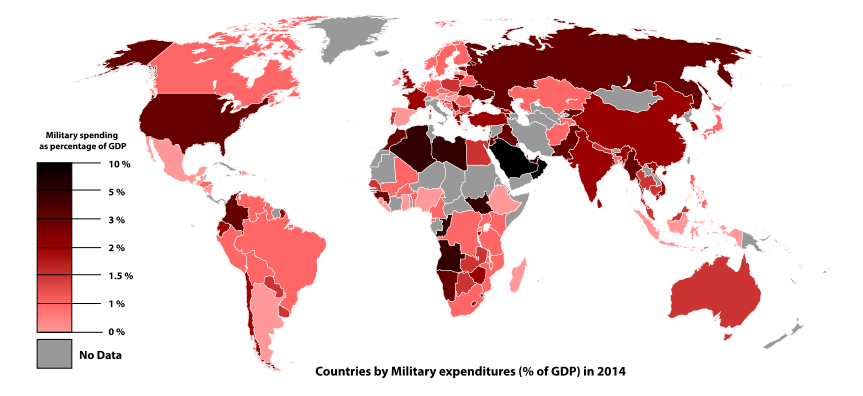 Military spending
as percentage of GDP
10 %
5 %
3 %
2 %
1.5 %
1 %
0 %
No Data
Countries by Military expenditures (% of GDP) in 2014